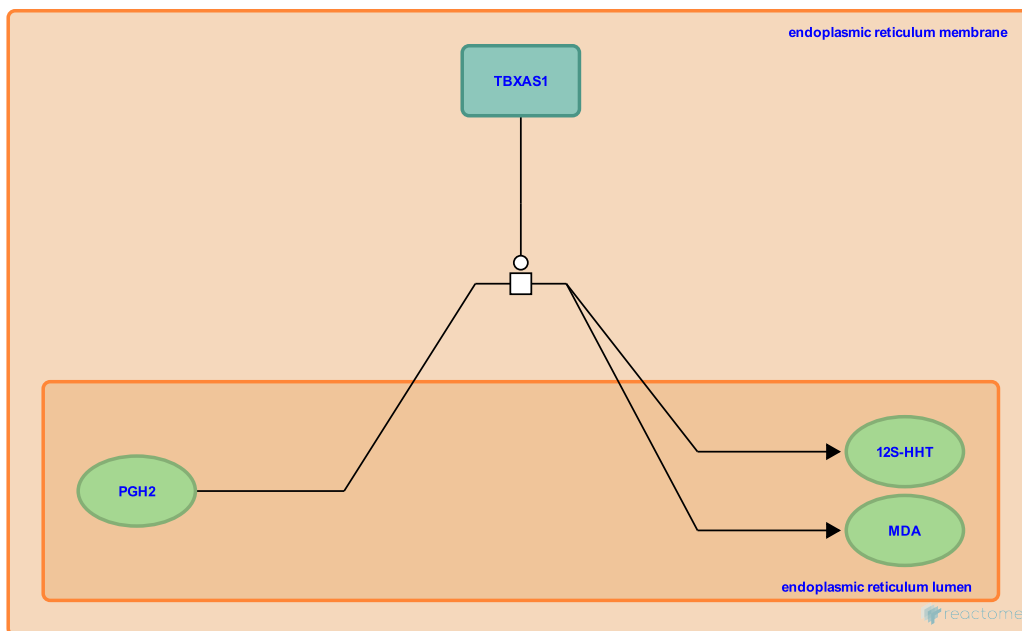 endoplasmic reticulum membrane
TBXAS1
12S-HHT
PGH2
MDA
endoplasmic reticulum lumen
reactome